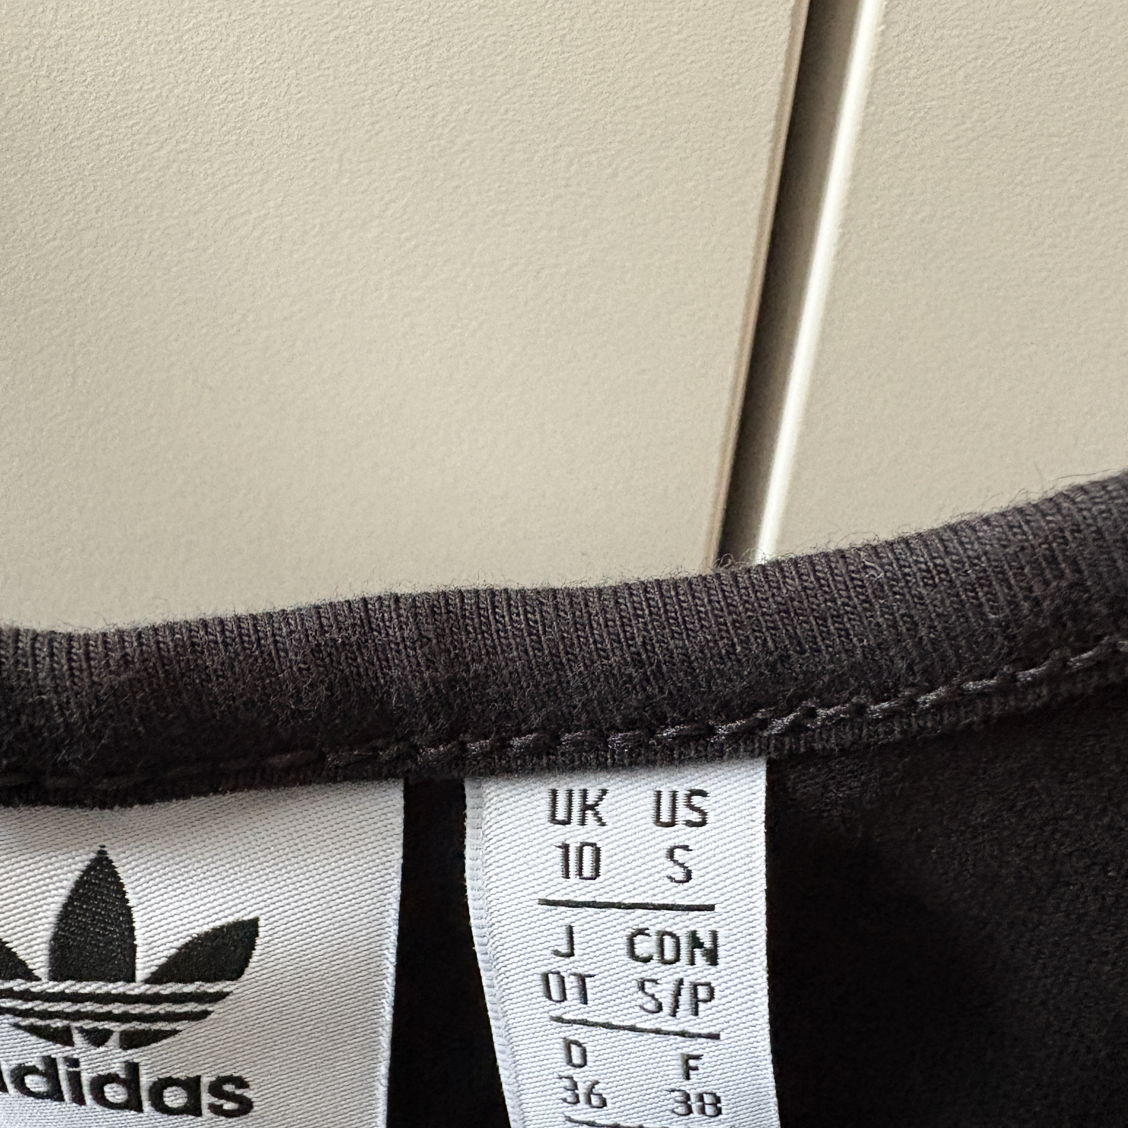 adidas
UK US
10 S
J CDN
OT S/P
D F
36 38